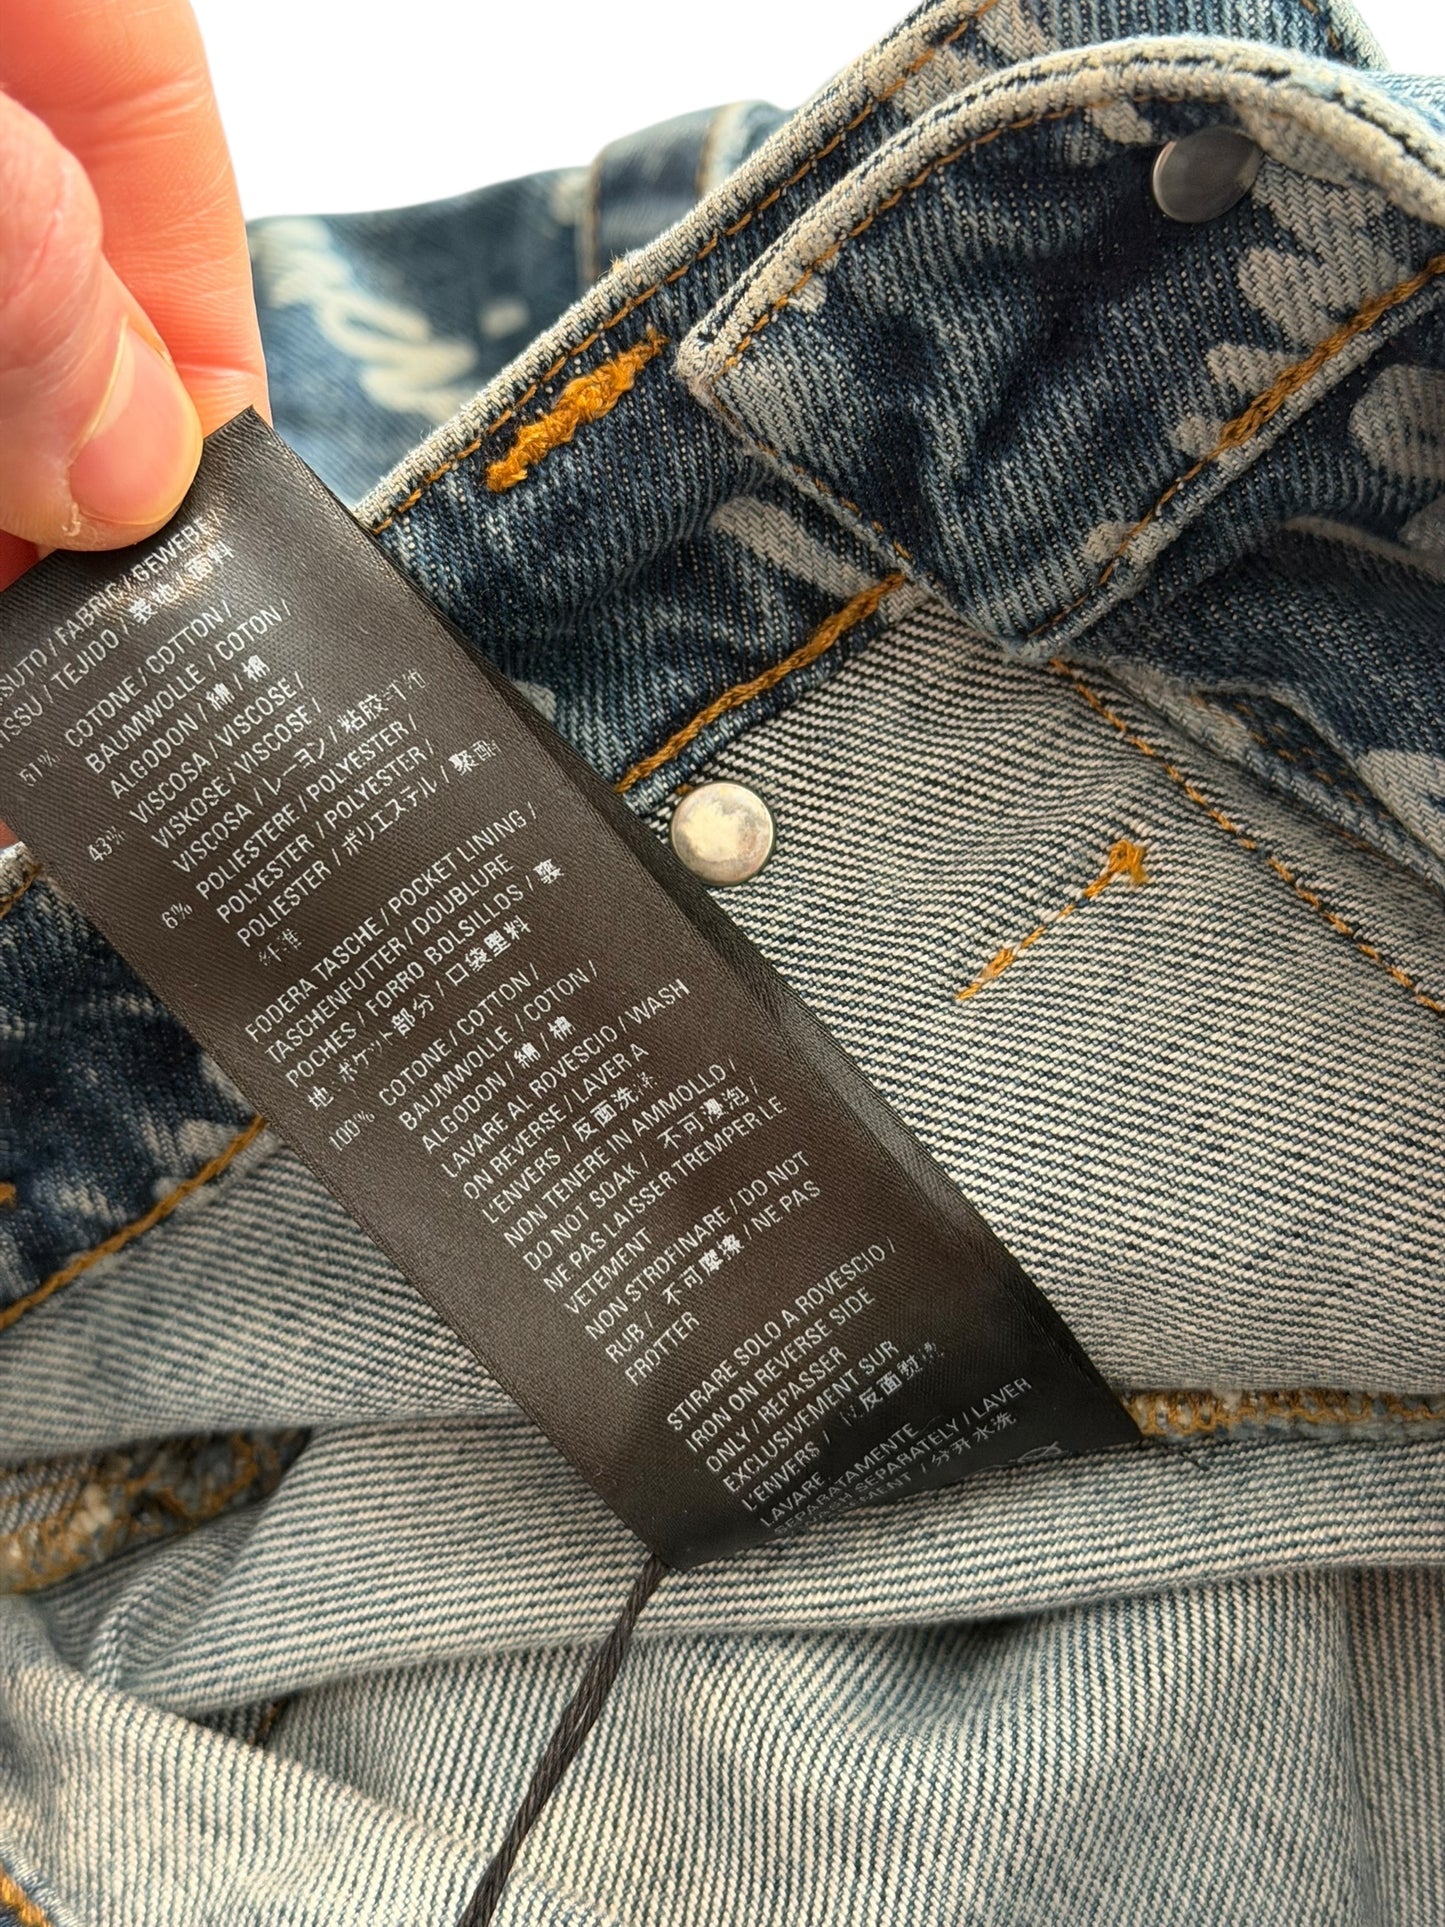 SSUTO / FABRIC / GEWEBE
ISSU / TEJIDO / 表地 / 面料
51% COTONE / COTTON /
BAUMWOLLE / COTON /
ALGODON / 綿 / 棉
43% VISCOSA / VISCOSE /
VISKOSE / VISCOSE /
VISCOSA / レーヨン / 粘胶纤维
6% POLIESTERE / POLYESTER /
POLYESTER / POLYESTER /
POLIESTER / ポリエステル / 聚酯
纤维
FODERA TASCHE / POCKET LINING /
TASCHENFUTTER / DOUBLURE
POCHES / FORRO BOLSILLOS / 裏
地 ポケット部分 / 口袋里料
100% COTONE / COTTON /
BAUMWOLLE / COTON /
ALGODON / 綿 / 棉
LAVARE AL ROVESCIO / WASH
ON REVERSE / LAVER A
L'ENVERS / 反面洗涤
NON TENERE IN AMMOLLO /
DO NOT SOAK / 不可浸泡 /
NE PAS LAISSER TREMPER LE
VETEMENT
NON STROFINARE / DO NOT
RUB / 不可摩擦 / NE PAS
FROTTER
STIRARE SOLO A ROVESCIO /
IRON ON REVERSE SIDE
ONLY / REPASSER
EXCLUSIVEMENT SUR
L'ENVERS / 反面熨烫
LAVARE
SEPARATAMENTE
SEPARATELY / LAVER
分开水洗